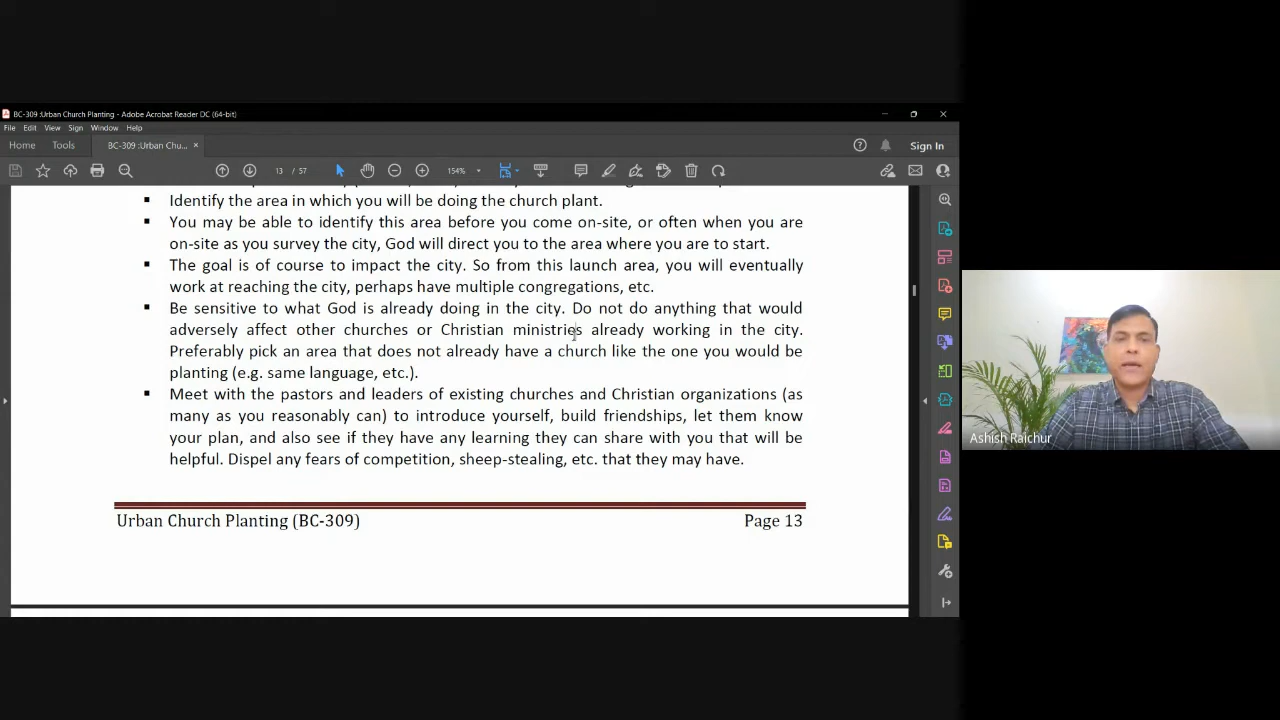 BC-309 :Urban Church Planting - Adobe Acrobat Reader DC (64-bit)
File Edit View Sign Window Help
Home Tools BC-309 :Urban Chu... ×
Sign In
13 / 57
154%
▪ Identify the area in which you will be doing the church plant.
▪ You may be able to identify this area before you come on-site, or often when you are
on-site as you survey the city, God will direct you to the area where you are to start.
▪ The goal is of course to impact the city. So from this launch area, you will eventually
work at reaching the city, perhaps have multiple congregations, etc.
▪ Be sensitive to what God is already doing in the city. Do not do anything that would
adversely affect other churches or Christian ministries already working in the city.
Preferably pick an area that does not already have a church like the one you would be
planting (e.g. same language, etc.).
▪ Meet with the pastors and leaders of existing churches and Christian organizations (as
many as you reasonably can) to introduce yourself, build friendships, let them know
your plan, and also see if they have any learning they can share with you that will be
helpful. Dispel any fears of competition, sheep-stealing, etc. that they may have.
Urban Church Planting (BC-309) Page 13
Ashish Raichur